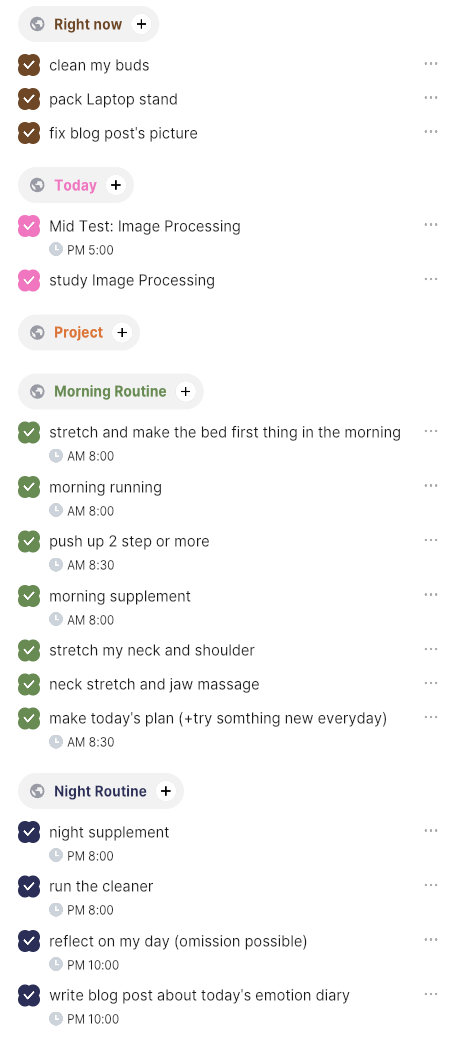 Right now +
clean my buds
pack Laptop stand
fix blog post's picture
Today +
Mid Test: Image Processing
PM 5:00
study Image Processing
Project +
Morning Routine +
stretch and make the bed first thing in the morning
AM 8:00
morning running
AM 8:00
push up 2 step or more
AM 8:30
morning supplement
AM 8:00
stretch my neck and shoulder
neck stretch and jaw massage
make today's plan (+try somthing new everyday)
AM 8:30
Night Routine +
night supplement
PM 8:00
run the cleaner
PM 8:00
reflect on my day (omission possible)
PM 10:00
write blog post about today's emotion diary
PM 10:00